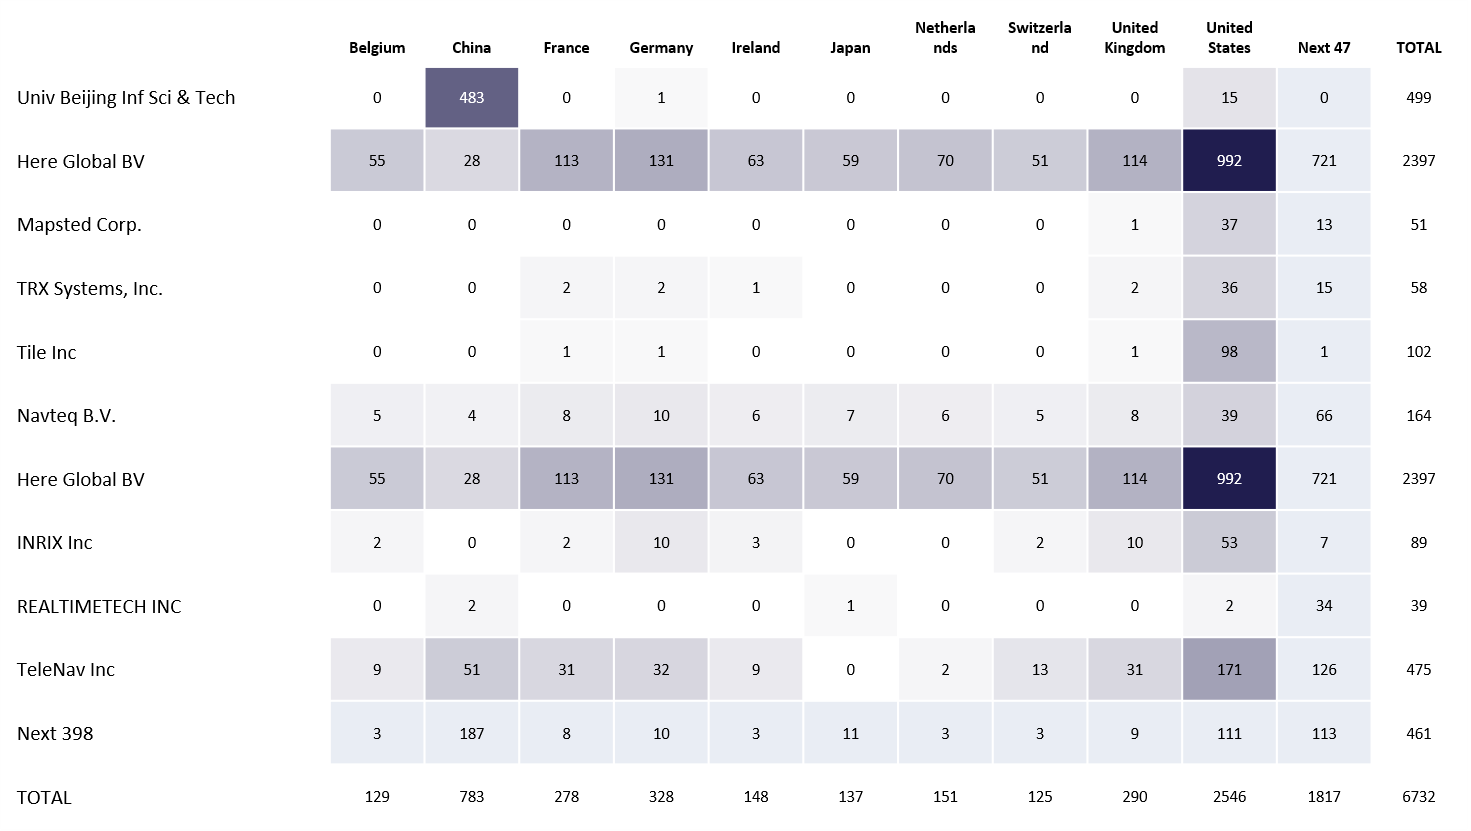 Belgium China France Germany Ireland Japan Netherla nds Switzerla nd United Kingdom United States Next 47 TOTAL
Univ Beijing Inf Sci & Tech 0 483 0 1 0 0 0 0 0 15 0 499
Here Global BV 55 28 113 131 63 59 70 51 114 992 721 2397
Mapsted Corp. 0 0 0 0 0 0 0 0 1 37 13 51
TRX Systems, Inc. 0 0 2 2 1 0 0 0 2 36 15 58
Tile Inc 0 0 1 1 0 0 0 0 1 98 1 102
Navteq B.V. 5 4 8 10 6 7 6 5 8 39 66 164
Here Global BV 55 28 113 131 63 59 70 51 114 992 721 2397
INRIX Inc 2 0 2 10 3 0 0 2 10 53 7 89
REALTIMETECH INC 0 2 0 0 0 1 0 0 0 2 34 39
TeleNav Inc 9 51 31 32 9 0 2 13 31 171 126 475
Next 398 3 187 8 10 3 11 3 3 9 111 113 461
TOTAL 129 783 278 328 148 137 151 125 290 2546 1817 6732